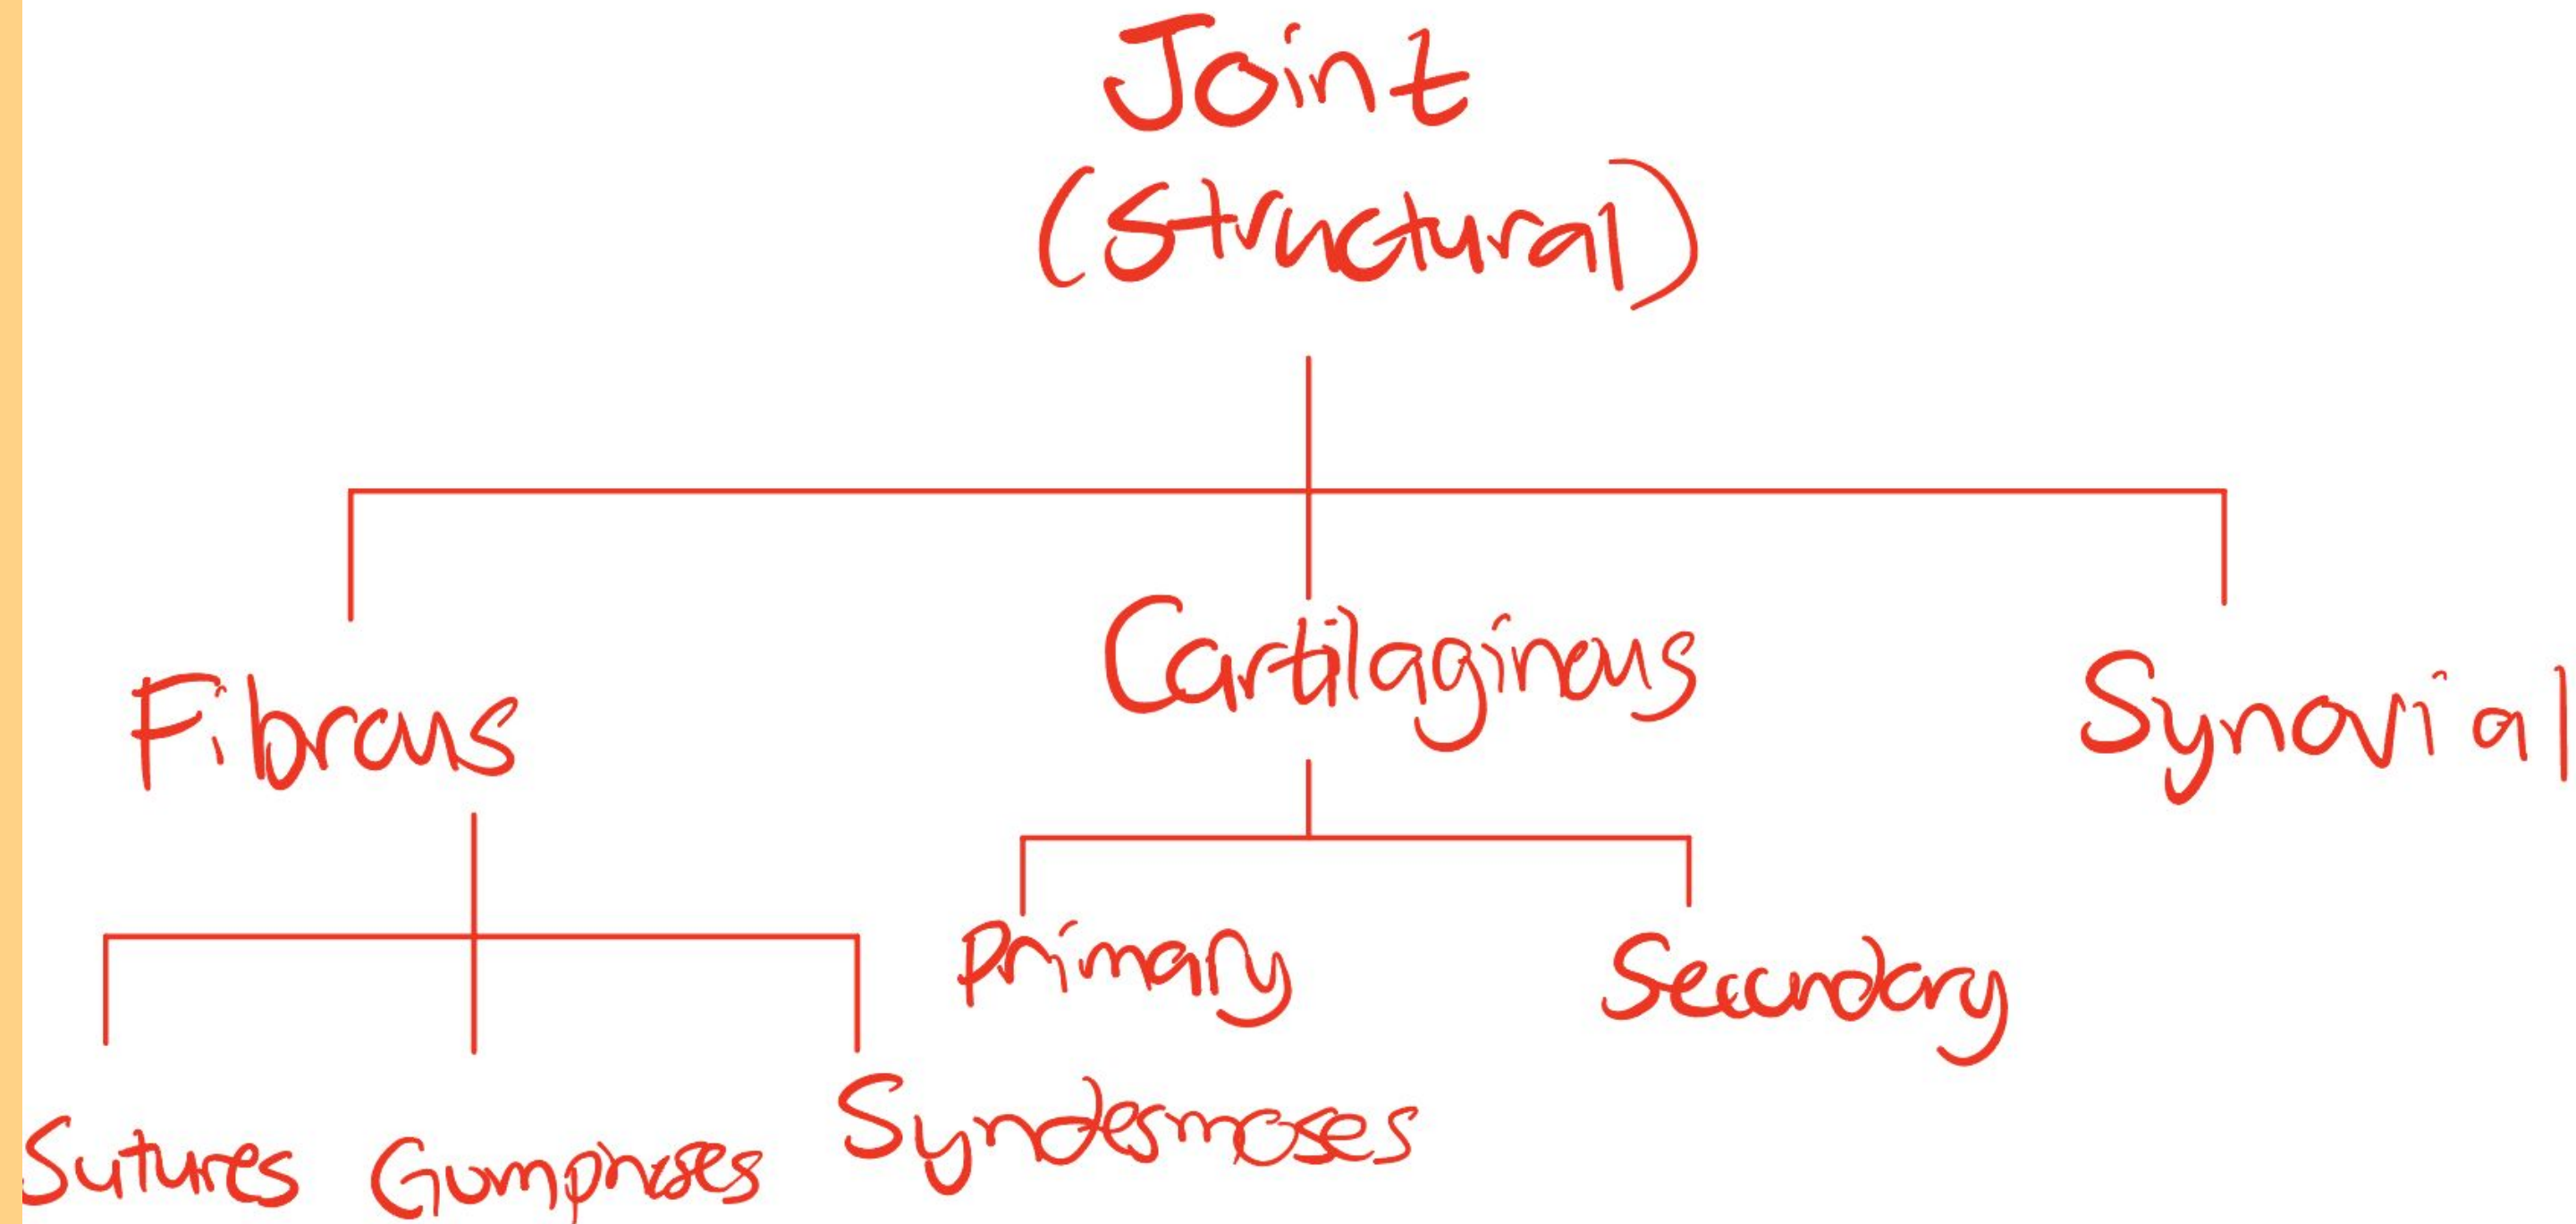 Joint
(Structural)
Fibrous
Cartilaginous
Synovial
Primary
Secondary
Sutures
Gomphoses
Syndesmoses